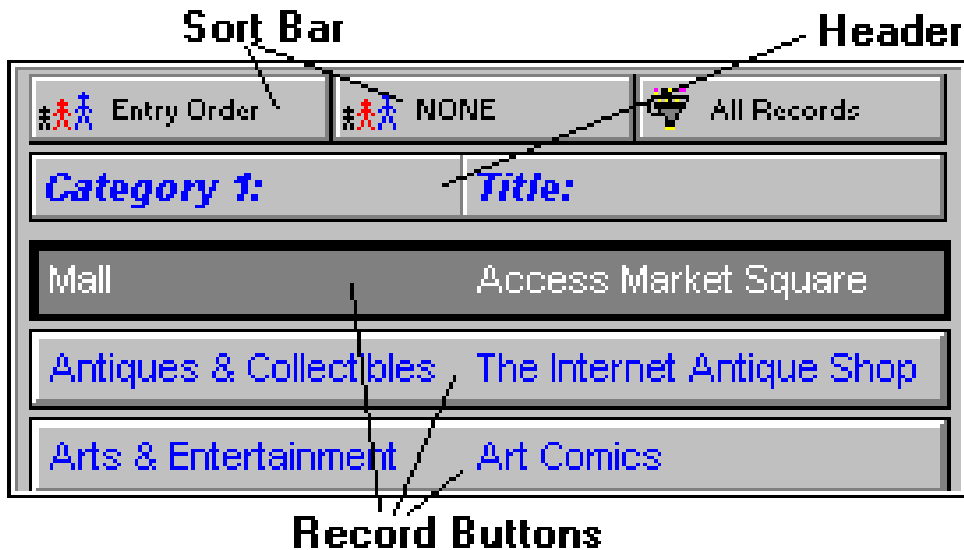 Sort Bar Header
Entry Order NONE All Records
Category 1: Title:
Mall Access Market Square
Antiques & Collectibles The Internet Antique Shop
Arts & Entertainment Art Comics
Record Buttons